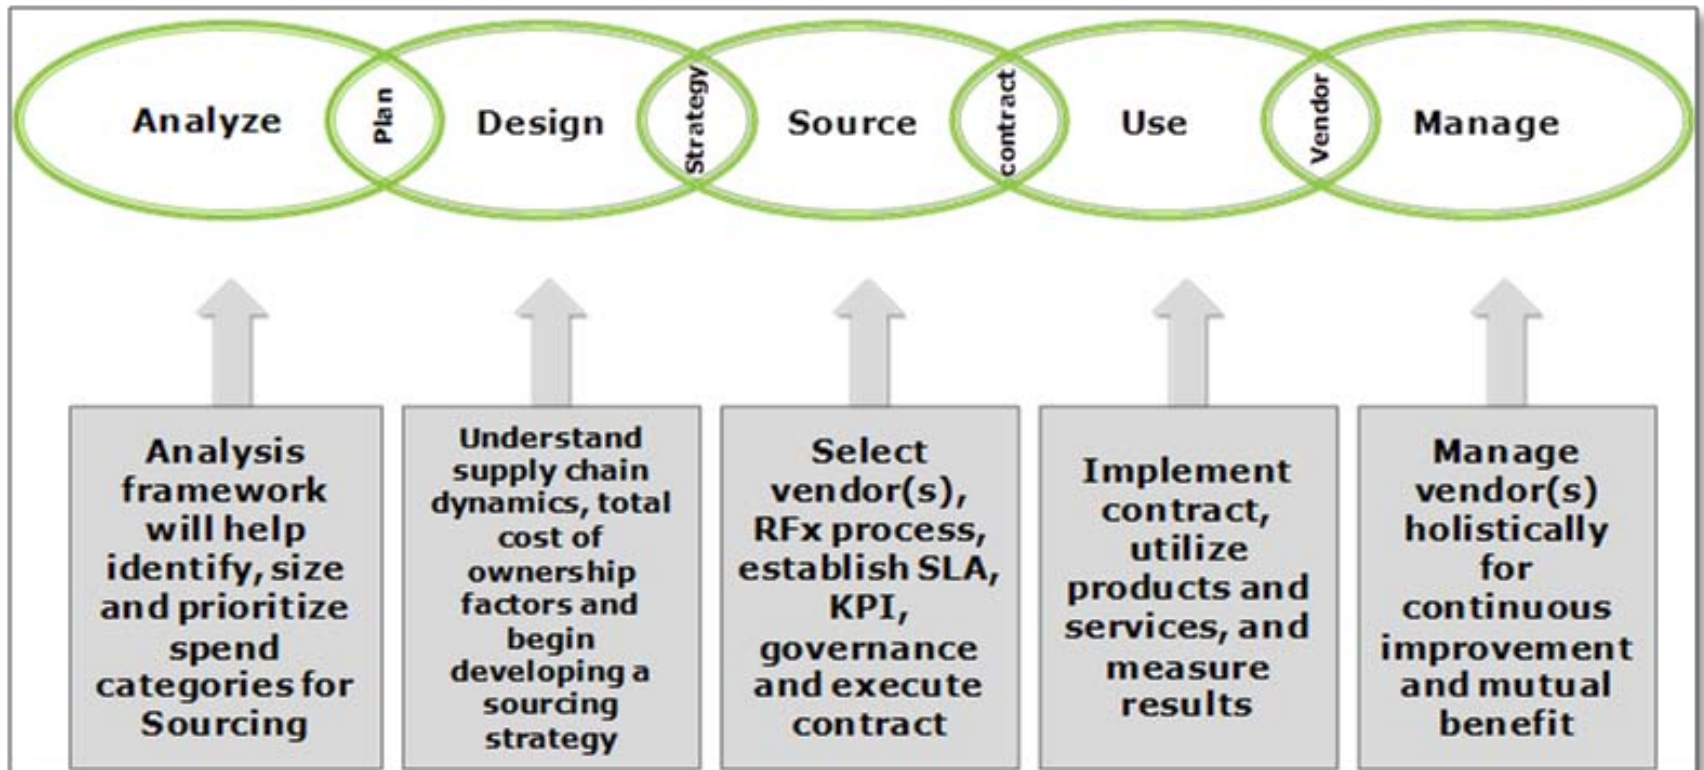 Analyze
Plan
Design
Strategy
Source
contract
Use
Vendor
Manage
Analysis
framework
will help
identify, size
and prioritize
spend
categories for
Sourcing
Understand
supply chain
dynamics, total
cost of
ownership
factors and
begin
developing a
sourcing
strategy
Select
vendor(s),
RFx process,
establish SLA,
KPI,
governance
and execute
contract
Implement
contract,
utilize
products and
services, and
measure
results
Manage
vendor(s)
holistically
for
continuous
improvement
and mutual
benefit